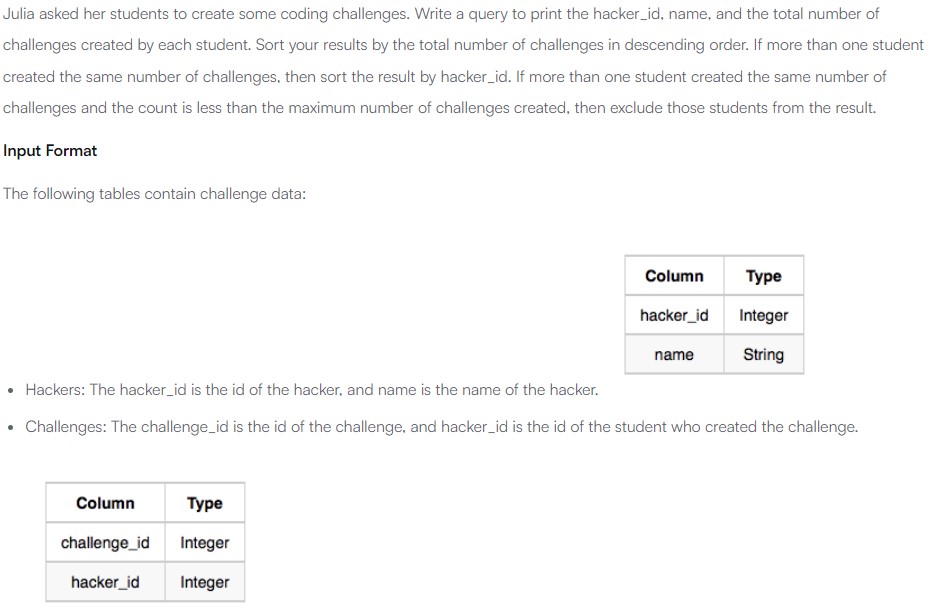 Julia asked her students to create some coding challenges. Write a query to print the hacker_id, name, and the total number of
challenges created by each student. Sort your results by the total number of challenges in descending order. If more than one student
created the same number of challenges, then sort the result by hacker_id. If more than one student created the same number of
challenges and the count is less than the maximum number of challenges created, then exclude those students from the result.
Input Format
The following tables contain challenge data:
Column Type
hacker_id Integer
name String
• Hackers: The hacker_id is the id of the hacker, and name is the name of the hacker.
• Challenges: The challenge_id is the id of the challenge, and hacker_id is the id of the student who created the challenge.
Column Type
challenge_id Integer
hacker_id Integer